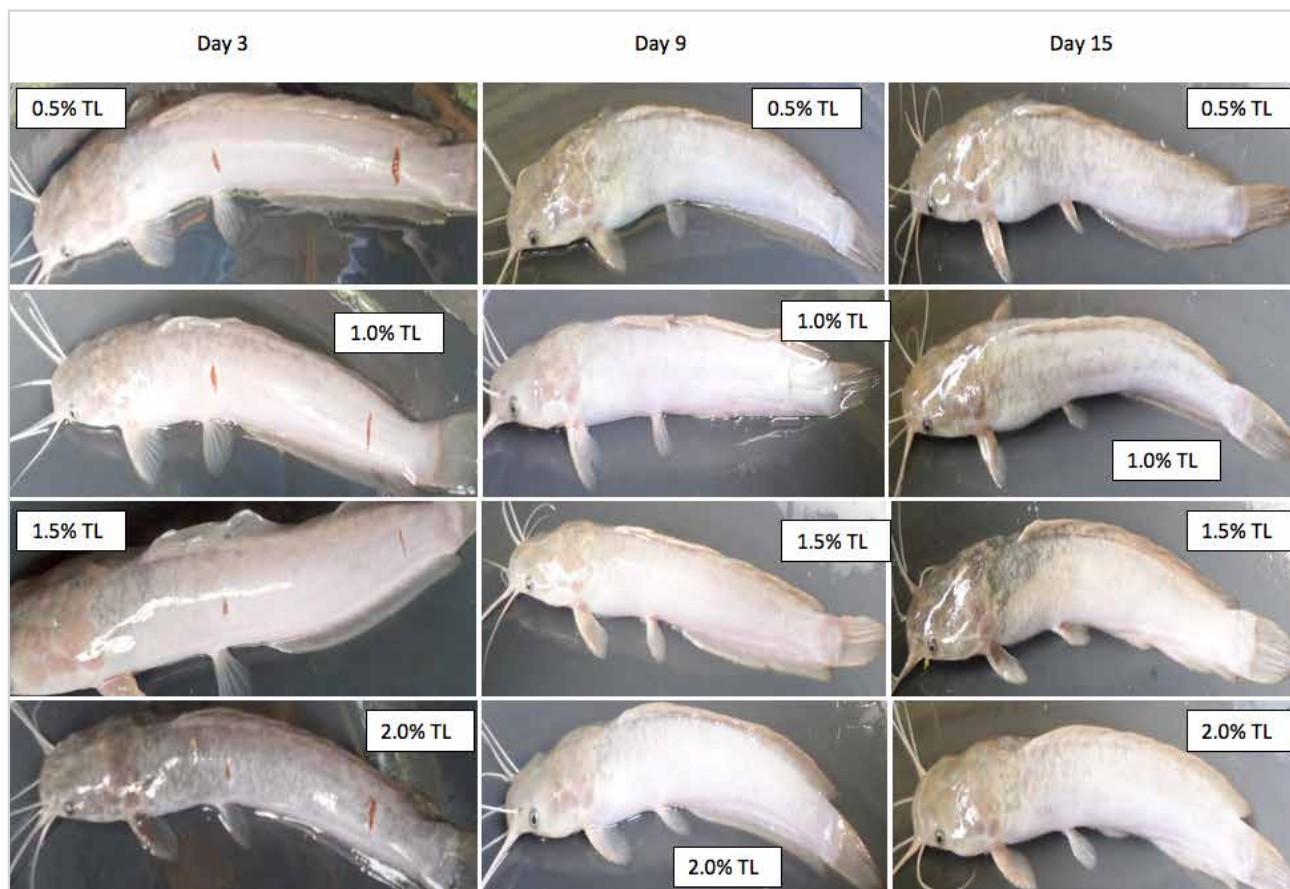 Day 3 Day 9 Day 15
0.5% TL 0.5% TL 0.5% TL
1.0% TL 1.0% TL 1.0% TL
1.5% TL 1.5% TL 1.5% TL
2.0% TL 2.0% TL 2.0% TL